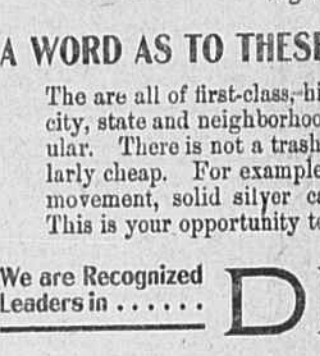 A WORD AS TO THESE
The are all of first-class, hi
city, state and neighborhoo
ular. There is not a trash
larly cheap. For example
movement, solid silver ca
This is your opportunity to
We are Recognized
Leaders in ......
D